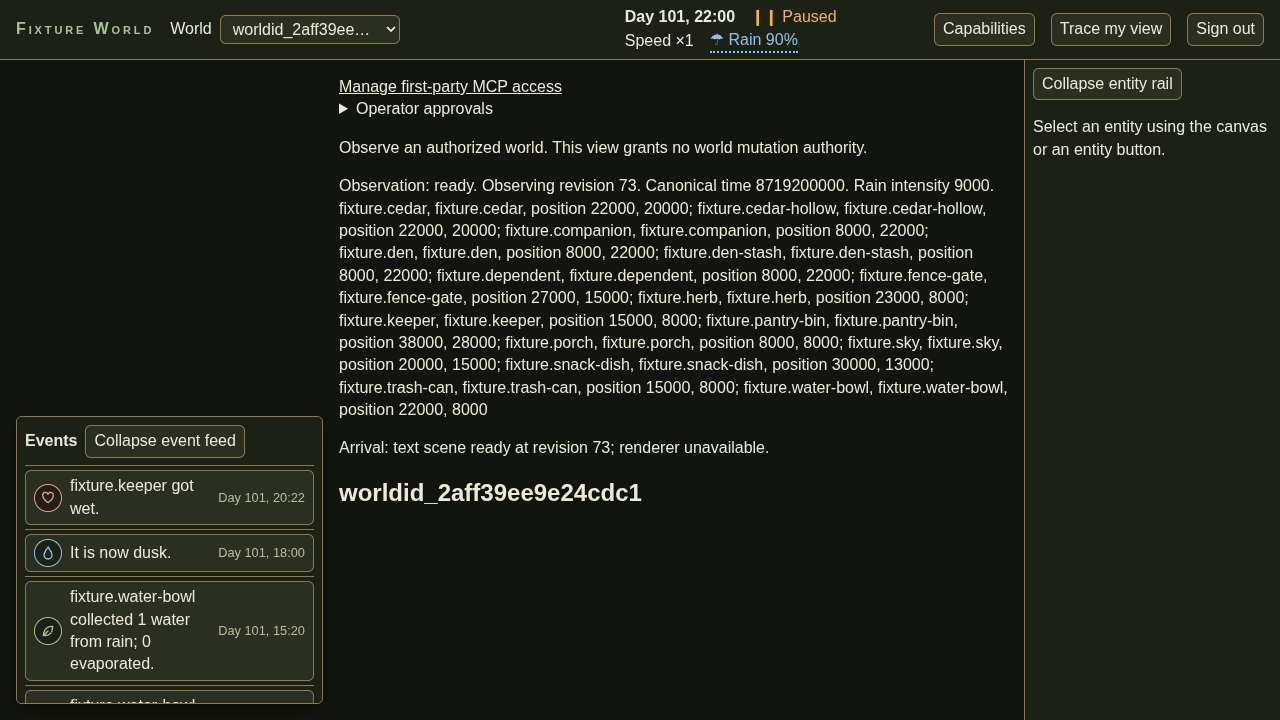 Fixture World
World
worldid_2aff39ee…
Day 101, 22:00
❙❙ Paused
Speed ×1
☂ Rain 90%
Capabilities
Trace my view
Sign out
Manage first-party MCP access
▶ Operator approvals
Observe an authorized world. This view grants no world mutation authority.
Observation: ready. Observing revision 73. Canonical time 8719200000. Rain intensity 9000.
fixture.cedar, fixture.cedar, position 22000, 20000; fixture.cedar-hollow, fixture.cedar-hollow,
position 22000, 20000; fixture.companion, fixture.companion, position 8000, 22000;
fixture.den, fixture.den, position 8000, 22000; fixture.den-stash, fixture.den-stash, position
8000, 22000; fixture.dependent, fixture.dependent, position 8000, 22000; fixture.fence-gate,
fixture.fence-gate, position 27000, 15000; fixture.herb, fixture.herb, position 23000, 8000;
fixture.keeper, fixture.keeper, position 15000, 8000; fixture.pantry-bin, fixture.pantry-bin,
position 38000, 28000; fixture.porch, fixture.porch, position 8000, 8000; fixture.sky, fixture.sky,
position 20000, 15000; fixture.snack-dish, fixture.snack-dish, position 30000, 13000;
fixture.trash-can, fixture.trash-can, position 15000, 8000; fixture.water-bowl, fixture.water-bowl,
position 22000, 8000
Arrival: text scene ready at revision 73; renderer unavailable.
worldid_2aff39ee9e24cdc1
Events
Collapse event feed
fixture.keeper got
wet.
Day 101, 20:22
It is now dusk.
Day 101, 18:00
fixture.water-bowl
collected 1 water
from rain; 0
evaporated.
Day 101, 15:20
fixture.water-bowl
Collapse entity rail
Select an entity using the canvas
or an entity button.